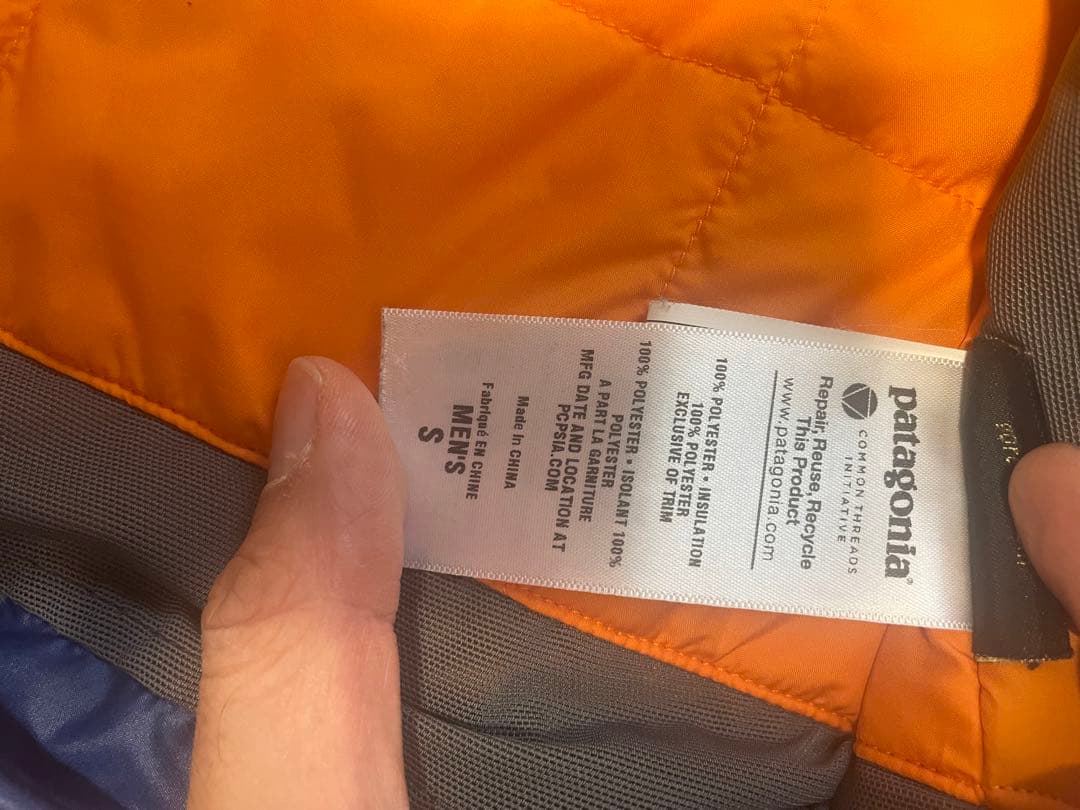 patagonia®
COMMON THREADS
INITIATIVE
Repair, Reuse, Recycle
This Product
www.patagonia.com
100% POLYESTER • INSULATION
100% POLYESTER
EXCLUSIVE OF TRIM
100% POLYESTER • ISOLANT 100%
POLYESTER
A PART LA GARNITURE
MFG DATE AND LOCATION AT
PCPSIA.COM
Made In CHINA
Fabriqué EN CHINE
MEN'S
S